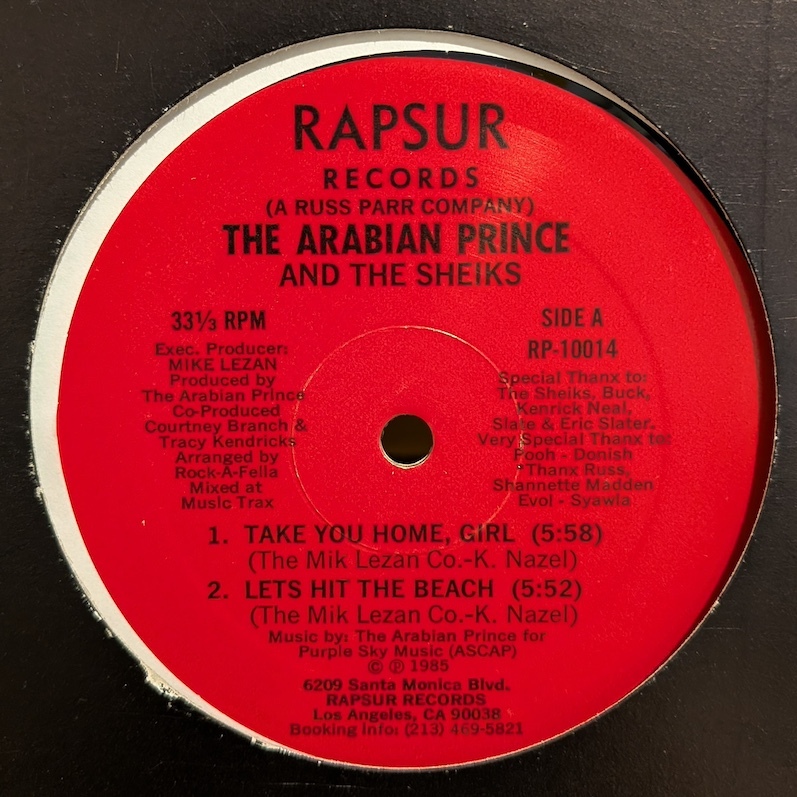 RAPSUR
RECORDS
(A RUSS PARR COMPANY)
THE ARABIAN PRINCE
AND THE SHEIKS
33⅓ RPM
Exec. Producer:
MIKE LEZAN
Produced by
The Arabian Prince
Co-Produced
Courtney Branch &
Tracy Kendricks
Arranged by
Rock-A-Fella
Mixed at
Music Trax
SIDE A
RP-10014
Special Thanx to:
The Sheiks, Buck,
Kenrick Neal,
Slate & Eric Slater.
Very Special Thanx to:
Pooh - Donish
Thanx Russ,
Shannette Madden
Evol - Syawla
1. TAKE YOU HOME, GIRL (5:58)
(The Mik Lezan Co.-K. Nazel)
2. LETS HIT THE BEACH (5:52)
(The Mik Lezan Co.-K. Nazel)
Music by: The Arabian Prince for
Purple Sky Music (ASCAP)
© ℗ 1985
6209 Santa Monica Blvd.
RAPSUR RECORDS
Los Angeles, CA 90038
Booking Info: (213) 469-5821